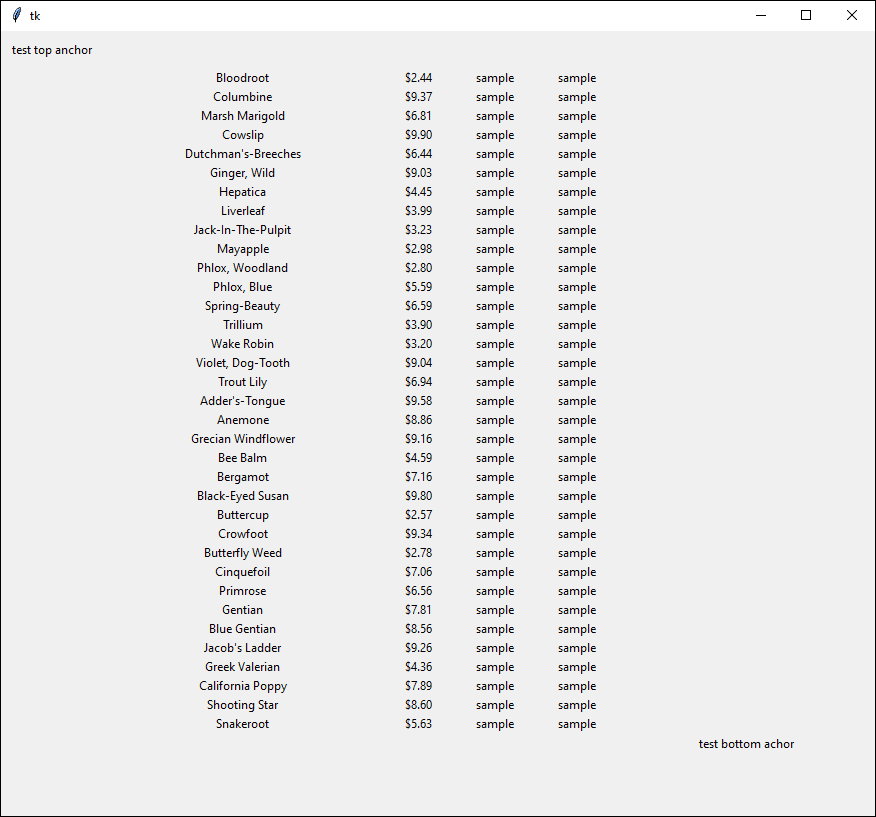 tk
test top anchor
Bloodroot $2.44 sample sample
Columbine $9.37 sample sample
Marsh Marigold $6.81 sample sample
Cowslip $9.90 sample sample
Dutchman's-Breeches $6.44 sample sample
Ginger, Wild $9.03 sample sample
Hepatica $4.45 sample sample
Liverleaf $3.99 sample sample
Jack-In-The-Pulpit $3.23 sample sample
Mayapple $2.98 sample sample
Phlox, Woodland $2.80 sample sample
Phlox, Blue $5.59 sample sample
Spring-Beauty $6.59 sample sample
Trillium $3.90 sample sample
Wake Robin $3.20 sample sample
Violet, Dog-Tooth $9.04 sample sample
Trout Lily $6.94 sample sample
Adder's-Tongue $9.58 sample sample
Anemone $8.86 sample sample
Grecian Windflower $9.16 sample sample
Bee Balm $4.59 sample sample
Bergamot $7.16 sample sample
Black-Eyed Susan $9.80 sample sample
Buttercup $2.57 sample sample
Crowfoot $9.34 sample sample
Butterfly Weed $2.78 sample sample
Cinquefoil $7.06 sample sample
Primrose $6.56 sample sample
Gentian $7.81 sample sample
Blue Gentian $8.56 sample sample
Jacob's Ladder $9.26 sample sample
Greek Valerian $4.36 sample sample
California Poppy $7.89 sample sample
Shooting Star $8.60 sample sample
Snakeroot $5.63 sample sample
test bottom achor